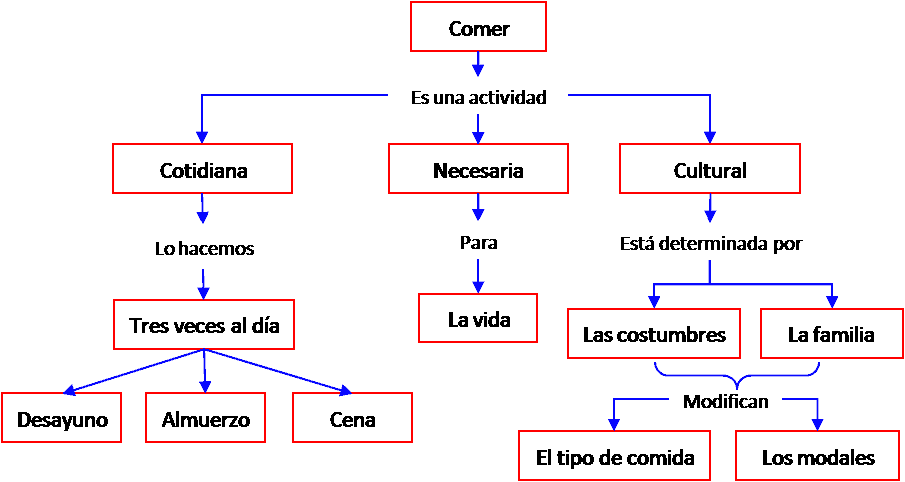 Comer
Es una actividad
Cotidiana
Necesaria
Cultural
Lo hacemos
Para
Está determinada por
Tres veces al día
La vida
Las costumbres
La familia
Desayuno
Almuerzo
Cena
Modifican
El tipo de comida
Los modales